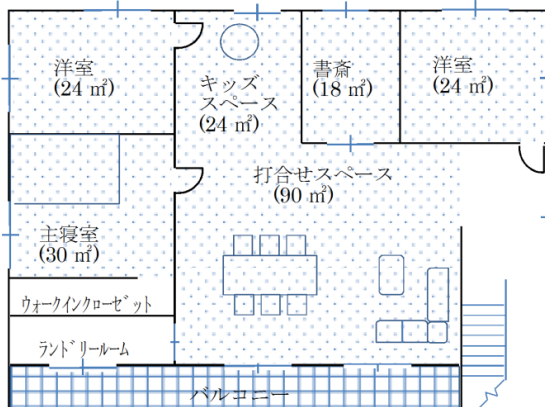 洋室
(24 ㎡)
キッズ
スペース
(24 ㎡)
書斎
(18 ㎡)
洋室
(24 ㎡)
打合せスペース
(90 ㎡)
主寝室
(30 ㎡)
ウォークインクローゼット
ランドリールーム
バルコニー